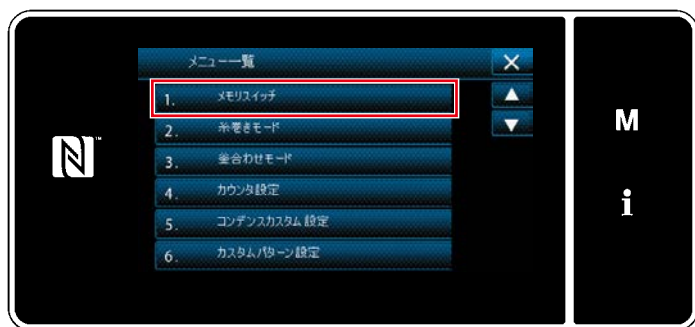 メニュー一覧
1. メモリスイッチ
2. 糸巻きモード
3. 釜合わせモード
4. カウンタ設定
5. コンデンスカスタム設定
6. カスタムパターン設定
M
i